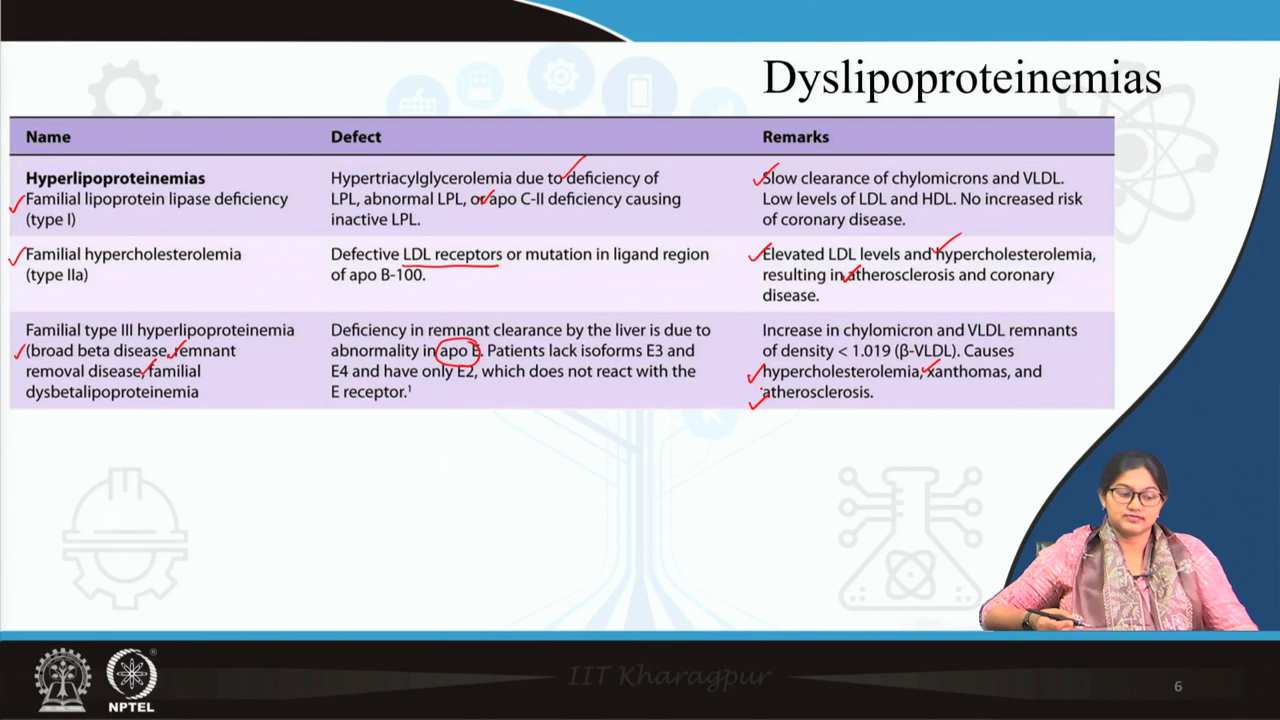 Dyslipoproteinemias
Name Defect Remarks
Hyperlipoproteinemias
Familial lipoprotein lipase deficiency
(type I)
Hypertriacylglycerolemia due to deficiency of
LPL, abnormal LPL, or apo C-II deficiency causing
inactive LPL.
Slow clearance of chylomicrons and VLDL.
Low levels of LDL and HDL. No increased risk
of coronary disease.
Familial hypercholesterolemia
(type IIa)
Defective LDL receptors or mutation in ligand region
of apo B-100.
Elevated LDL levels and hypercholesterolemia,
resulting in atherosclerosis and coronary
disease.
Familial type III hyperlipoproteinemia
(broad beta disease, remnant
removal disease, familial
dysbetalipoproteinemia
Deficiency in remnant clearance by the liver is due to
abnormality in apo E. Patients lack isoforms E3 and
E4 and have only E2, which does not react with the
E receptor.¹
Increase in chylomicron and VLDL remnants
of density < 1.019 (β-VLDL). Causes
hypercholesterolemia, xanthomas, and
atherosclerosis.
IIT Kharagpur
®
NPTEL
6